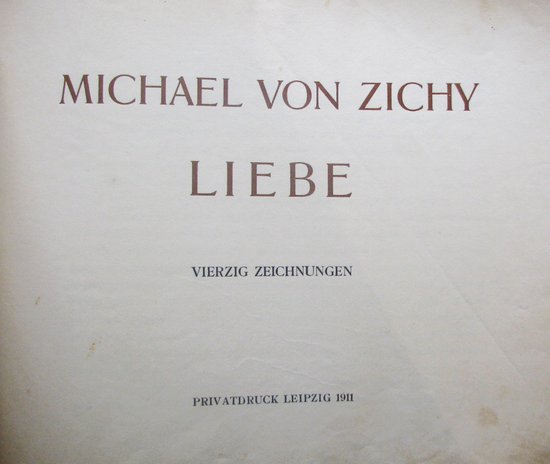 MICHAEL VON ZICHY
LIEBE
VIERZIG ZEICHNUNGEN
PRIVATDRUCK LEIPZIG 1911